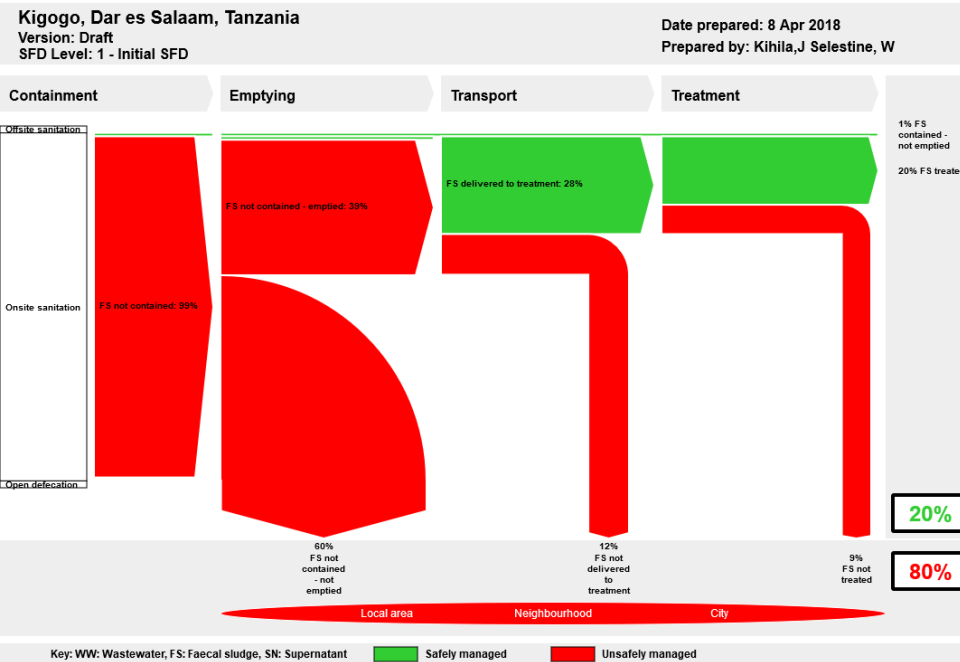 Kigogo, Dar es Salaam, Tanzania
Version: Draft
SFD Level: 1 - Initial SFD
Date prepared: 8 Apr 2018
Prepared by: Kihila,J Selestine, W
Containment
Emptying
Transport
Treatment
Offsite sanitation
Onsite sanitation
Open defecation
FS not contained: 99%
FS not contained - emptied: 39%
FS delivered to treatment: 28%
1% FS
contained -
not emptied
20% FS treate
20%
80%
60%
FS not
contained
- not
emptied
12%
FS not
delivered
to
treatment
9%
FS not
treated
Local area
Neighbourhood
City
Key: WW: Wastewater, FS: Faecal sludge, SN: Supernatant
Safely managed
Unsafely managed